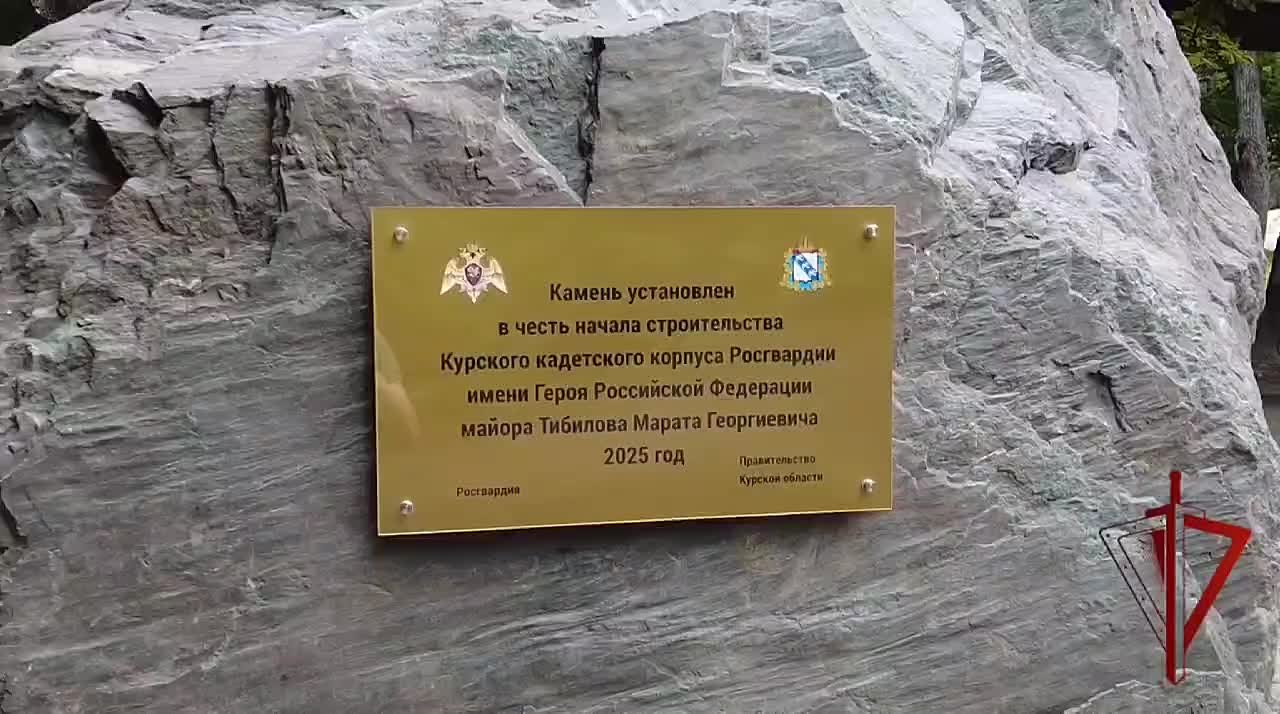 Камень установлен
в честь начала строительства
Курского кадетского корпуса Росгвардии
имени Героя Российской Федерации
майора Тибилова Марата Георгиевича
2025 год
Росгвардия
Правительство
Курской области